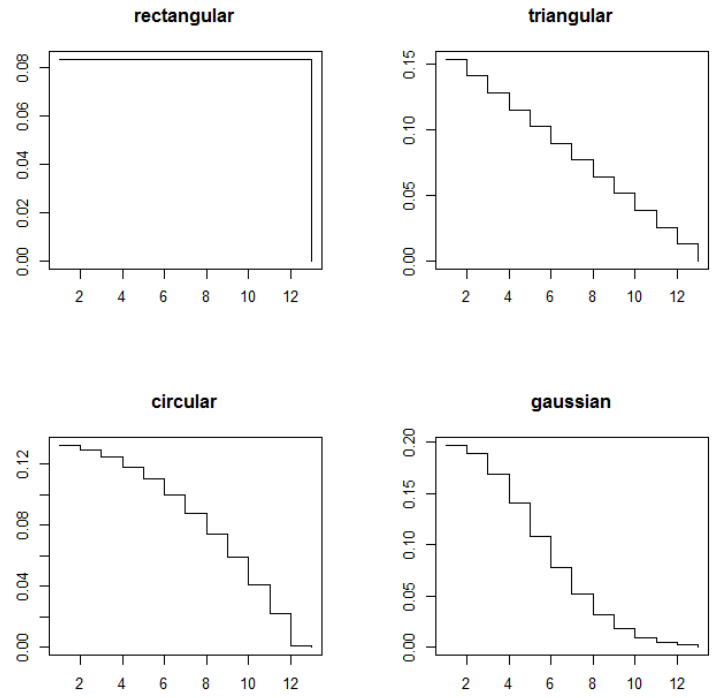 rectangular
0.00 0.02 0.04 0.06 0.08
2 4 6 8 10 12
triangular
0.00 0.05 0.10 0.15
2 4 6 8 10 12
circular
0.00 0.04 0.08 0.12
2 4 6 8 10 12
gaussian
0.00 0.05 0.10 0.15 0.20
2 4 6 8 10 12